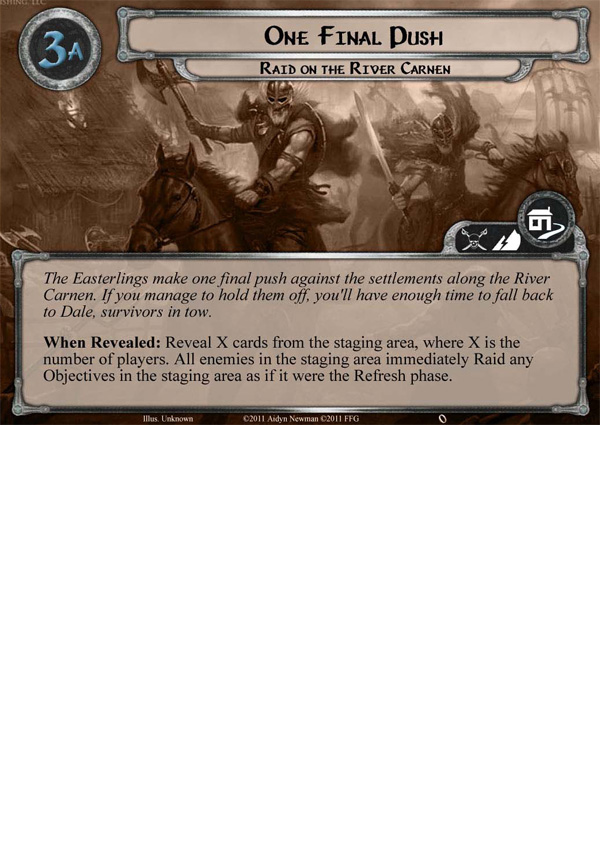 SHING, LLC
3A
One Final Push
Raid on the River Carnen
The Easterlings make one final push against the settlements along the River
Carnen. If you manage to hold them off, you'll have enough time to fall back
to Dale, survivors in tow.
When Revealed: Reveal X cards from the staging area, where X is the
number of players. All enemies in the staging area immediately Raid any
Objectives in the staging area as if it were the Refresh phase.
Illus. Unknown ©2011 Aidyn Newman ©2011 FFG 0